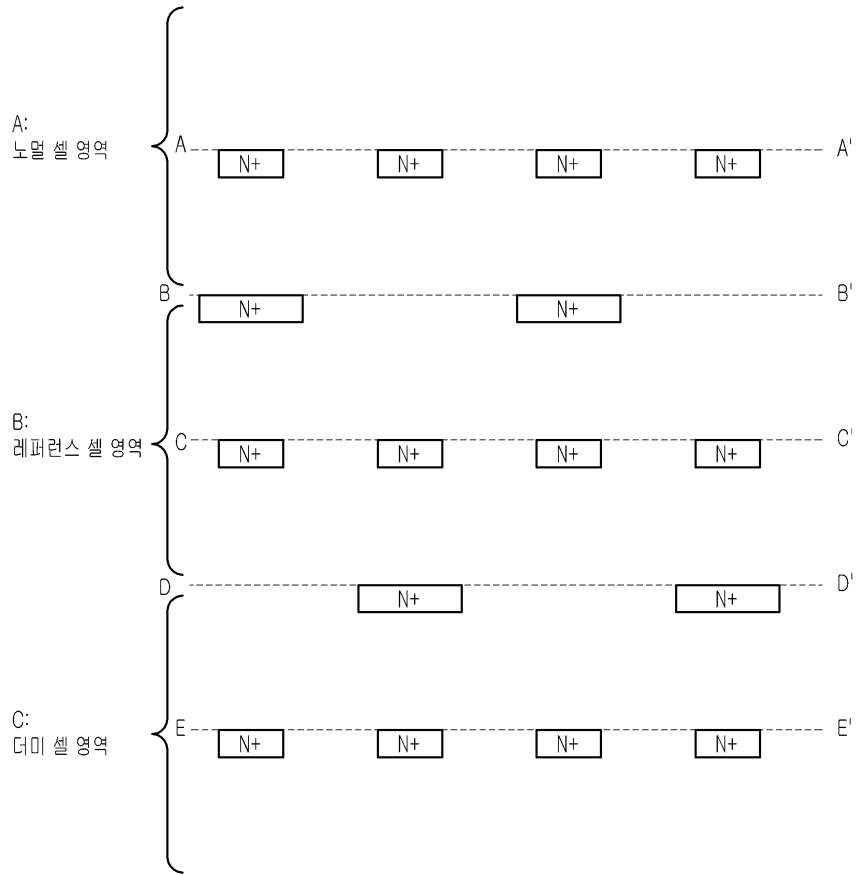 A:
노멀 셀 영역
A A'
N+ N+ N+ N+
B B'
N+ N+
B:
레퍼런스 셀 영역
C C'
N+ N+ N+ N+
D D'
N+ N+
C:
더미 셀 영역
E E'
N+ N+ N+ N+